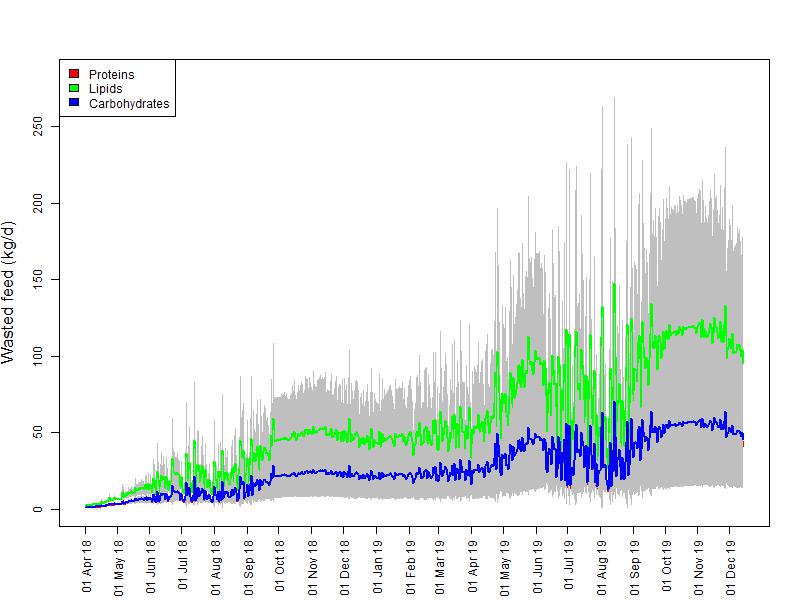 Proteins
Lipids
Carbohydrates
Wasted feed (kg/d)
250
200
150
100
50
0
01 Apr 18
01 May 18
01 Jun 18
01 Jul 18
01 Aug 18
01 Sep 18
01 Oct 18
01 Nov 18
01 Dec 18
01 Jan 19
01 Feb 19
01 Mar 19
01 Apr 19
01 May 19
01 Jun 19
01 Jul 19
01 Aug 19
01 Sep 19
01 Oct 19
01 Nov 19
01 Dec 19